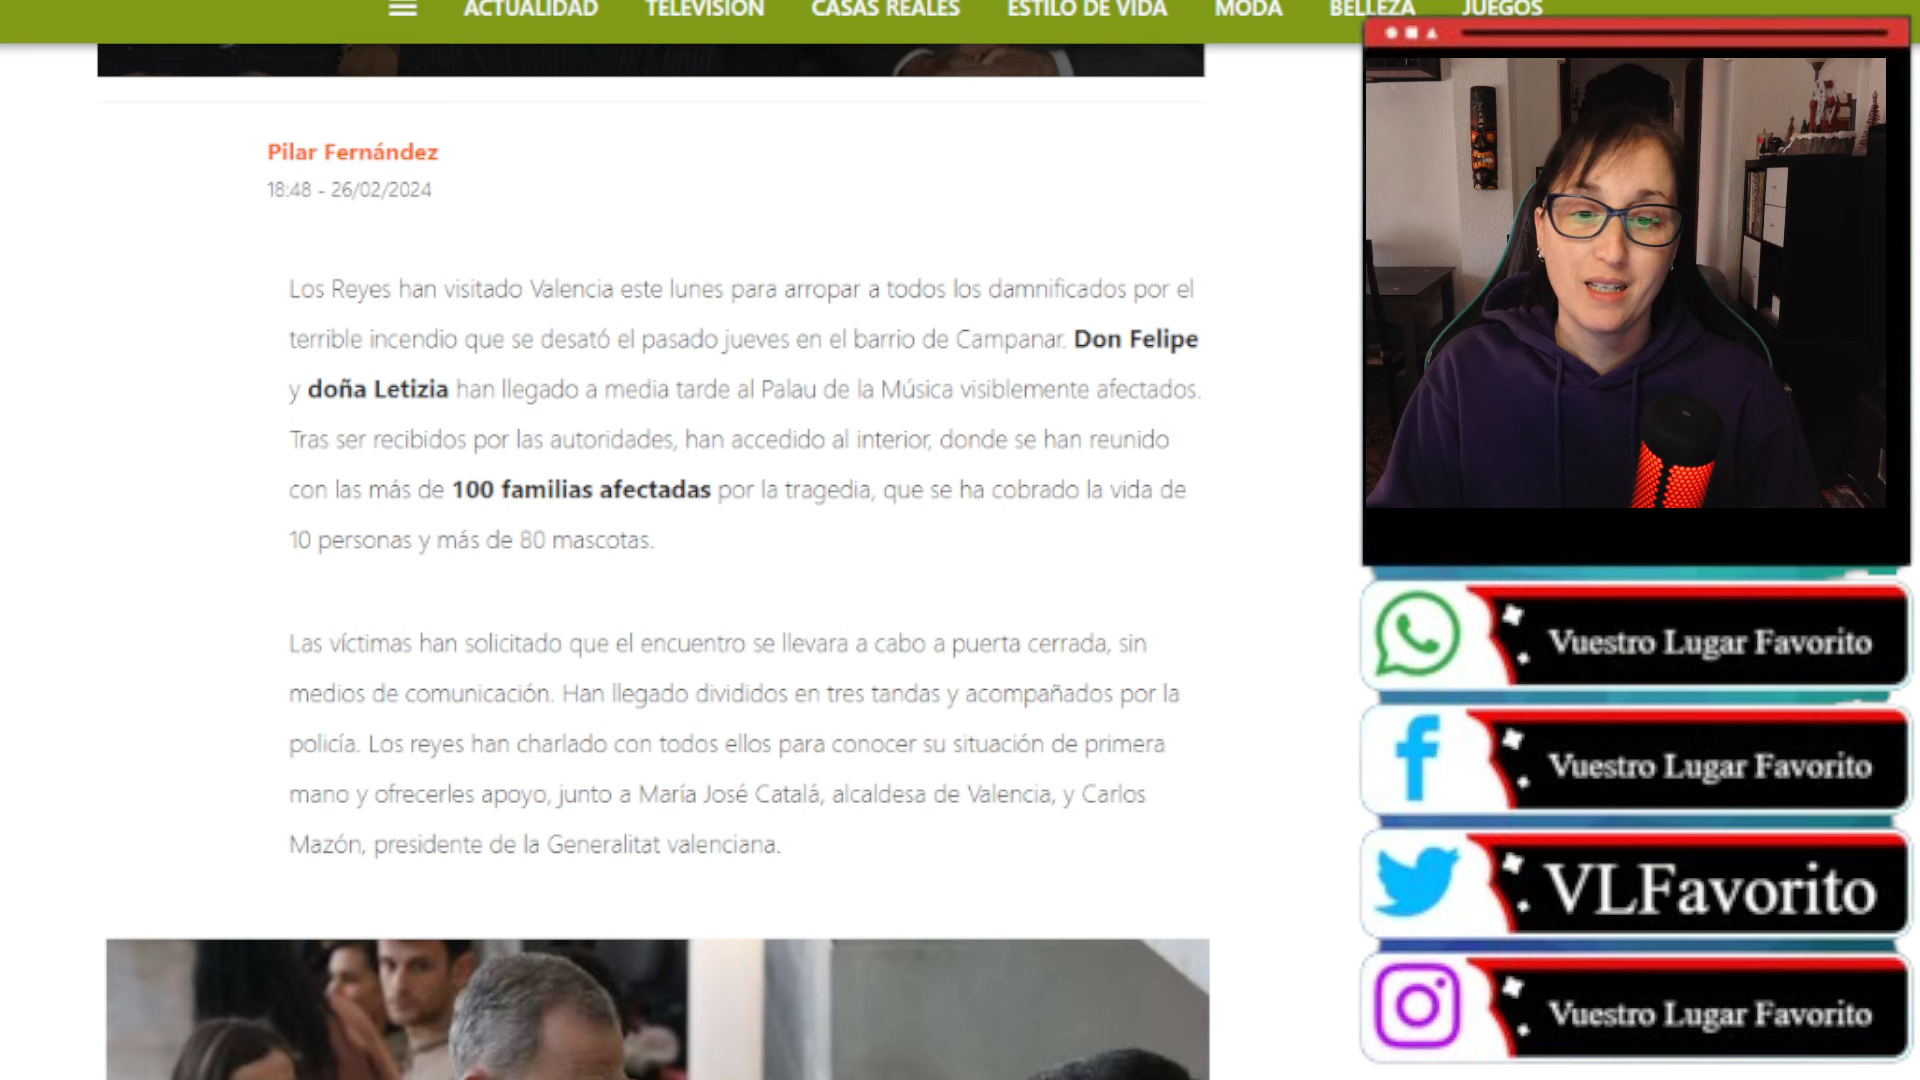 ACTUALIDAD TELEVISIÓN CASAS REALES ESTILO DE VIDA MODA BELLEZA JUEGOS
Pilar Fernández
18:48 - 26/02/2024
Los Reyes han visitado Valencia este lunes para arropar a todos los damnificados por el
terrible incendio que se desató el pasado jueves en el barrio de Campanar. Don Felipe
y doña Letizia han llegado a media tarde al Palau de la Música visiblemente afectados.
Tras ser recibidos por las autoridades, han accedido al interior, donde se han reunido
con las más de 100 familias afectadas por la tragedia, que se ha cobrado la vida de
10 personas y más de 80 mascotas.
Las víctimas han solicitado que el encuentro se llevara a cabo a puerta cerrada, sin
medios de comunicación. Han llegado divididos en tres tandas y acompañados por la
policía. Los reyes han charlado con todos ellos para conocer su situación de primera
mano y ofrecerles apoyo, junto a María José Catalá, alcaldesa de Valencia, y Carlos
Mazón, presidente de la Generalitat valenciana.
Vuestro Lugar Favorito
Vuestro Lugar Favorito
VLFavorito
Vuestro Lugar Favorito